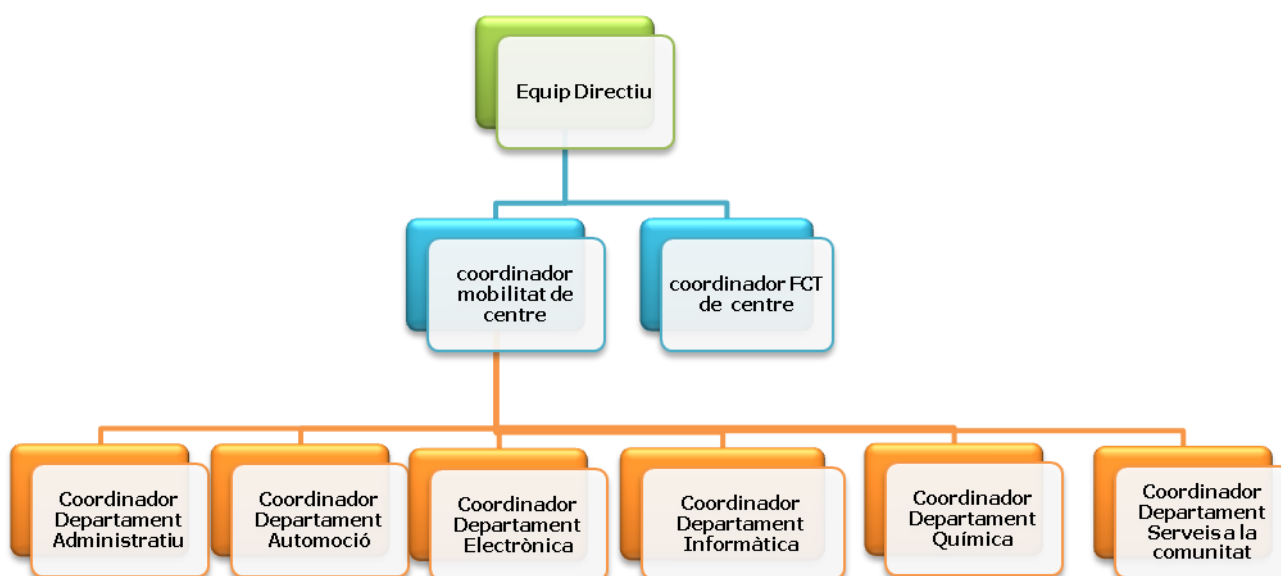 Equip Directiu
coordinador
mobilitat de
centre
coordinador FCT
de centre
Coordinador
Departament
Administratiu
Coordinador
Departament
Automoció
Coordinador
Departament
Electrònica
Coordinador
Departament
Informàtica
Coordinador
Departament
Química
Coordinador
Departament
Serveis a la
comunitat